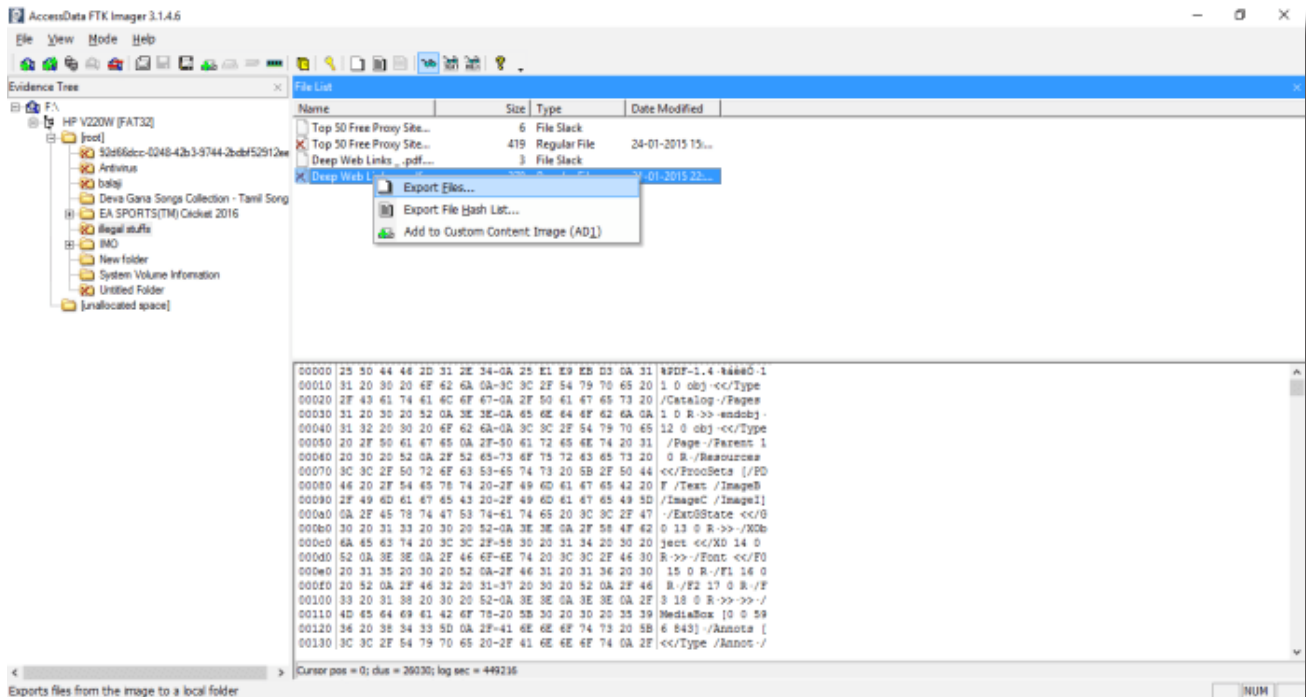 AccessData FTK Imager 3.1.4.6
File View Mode Help
Evidence Tree
F:\
HP V220W [FAT32]
[root]
92d66dcc-0248-42b3-9744-2bdbf52912ee
Antivirus
balaji
Deva Gana Songs Collection - Tamil Song
EA SPORTS(TM) Cricket 2016
illegal stuffs
IMO
New folder
System Volume Information
Untitled Folder
[unallocated space]
File List
Name Size Type Date Modified
Top 50 Free Proxy Site... 6 File Slack
Top 50 Free Proxy Site... 419 Regular File 24-01-2015 15:...
Deep Web Links _ .pdf.... 3 File Slack
Deep Web
Export Files...
Export File Hash List...
Add to Custom Content Image (AD1)
00000 25 50 44 46 2D 31 2E 34-0A 25 E1 E9 EB D3 0A 31 %PDF-1.4
00010 31 20 30 20 6F 62 6A 0A-3C 3C 2F 54 79 70 65 20 1 0 obj·<</Type
00020 2F 43 61 74 61 6C 6F 67-0A 2F 50 61 67 65 73 20 /Catalog·/Pages
00030 31 20 30 20 52 0A 3E 3E-0A 65 6E 64 6F 62 6A 0A 1 0 R·>>·endobj·
00040 31 32 20 30 20 6F 62 6A-0A 3C 3C 2F 54 79 70 65 12 0 obj·<</Type
00050 20 2F 50 61 67 65 0A 2F-50 61 72 65 6E 74 20 31 /Page·/Parent 1
00060 20 30 20 52 0A 2F 52 65-73 6F 75 72 63 65 73 20 0 R·/Resources
00070 3C 3C 2F 50 72 6F 63 53-65 74 73 20 5B 2F 50 44 <</ProcSets [/PD
00080 46 20 2F 54 65 78 74 20-2F 49 6D 61 67 65 42 20 F /Text /ImageB
00090 2F 49 6D 61 67 65 43 20-2F 49 6D 61 67 65 49 5D /ImageC /ImageI]
000a0 0A 2F 45 78 74 47 53 74-61 74 65 20 3C 3C 2F 47 ·/ExtGState <</G
000b0 30 20 31 33 20 30 20 52-0A 3E 3E 0A 2F 58 4F 62 0 13 0 R·>>·/XOb
000c0 6A 65 63 74 20 3C 3C 2F-58 30 20 31 34 20 30 20 ject <</X0 14 0
000d0 52 0A 3E 3E 0A 2F 46 6F-6E 74 20 3C 3C 2F 46 30 R·>>·/Font <</F0
000e0 20 31 35 20 30 20 52 0A-2F 46 31 20 31 36 20 30 15 0 R·/F1 16 0
000f0 20 52 0A 2F 46 32 20 31-37 20 30 20 52 0A 2F 46 R·/F2 17 0 R·/F
00100 33 20 31 38 20 30 20 52-0A 3E 3E 0A 3E 3E 0A 2F 3 18 0 R·>>·>>·/
00110 4D 65 64 69 61 42 6F 78-20 5B 30 20 30 20 35 39 MediaBox [0 0 59
00120 36 20 38 34 33 5D 0A 2F-41 6E 6E 6F 74 73 20 5B 6 843]·/Annots [
00130 3C 3C 2F 54 79 70 65 20-2F 41 6E 6E 6F 74 0A 2F <</Type /Annot·/
Cursor pos = 0; clus = 26030; log sec = 449216
Exports files from the image to a local folder
NUM